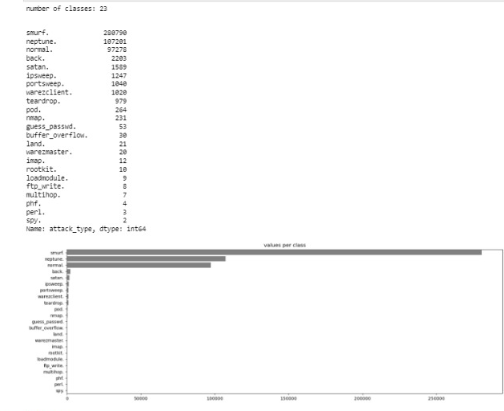 number of classes: 23
smurf. 280790
neptune. 107201
normal. 97278
back. 2203
satan. 1589
ipsweep. 1247
portsweep. 1040
warezclient. 1020
teardrop. 979
pod. 264
nmap. 231
guess_passwd. 53
buffer_overflow. 30
land. 21
warezmaster. 20
imap. 12
rootkit. 10
loadmodule. 9
ftp_write. 8
multihop. 7
phf. 4
perl. 3
spy. 2
Name: attack_type, dtype: int64
values per class
smurf.
neptune.
normal.
back.
satan.
ipsweep.
portsweep.
warezclient.
teardrop.
pod.
nmap.
guess_passwd.
buffer_overflow.
land.
warezmaster.
imap.
rootkit.
loadmodule.
ftp_write.
multihop.
phf.
perl.
0 50000 100000 150000 200000 250000